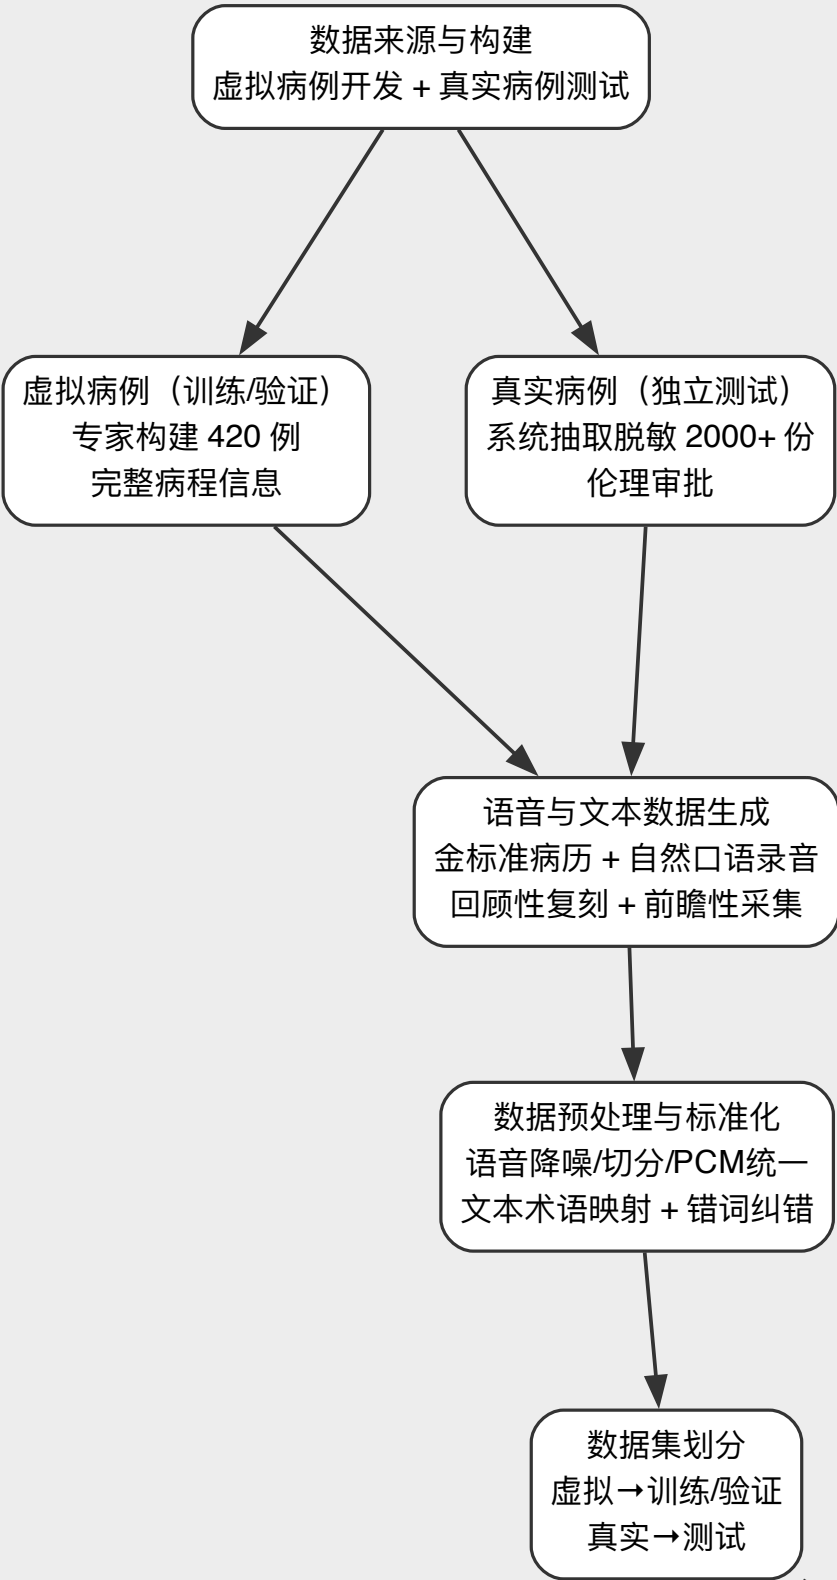 数据来源与构建
虚拟病例开发 + 真实病例测试
虚拟病例（训练/验证）
专家构建 420 例
完整病程信息
真实病例（独立测试）
系统抽取脱敏 2000+ 份
伦理审批
语音与文本数据生成
金标准病历 + 自然口语录音
回顾性复刻 + 前瞻性采集
数据预处理与标准化
语音降噪/切分/PCM统一
文本术语映射 + 错词纠错
数据集划分
虚拟→训练/验证
真实→测试